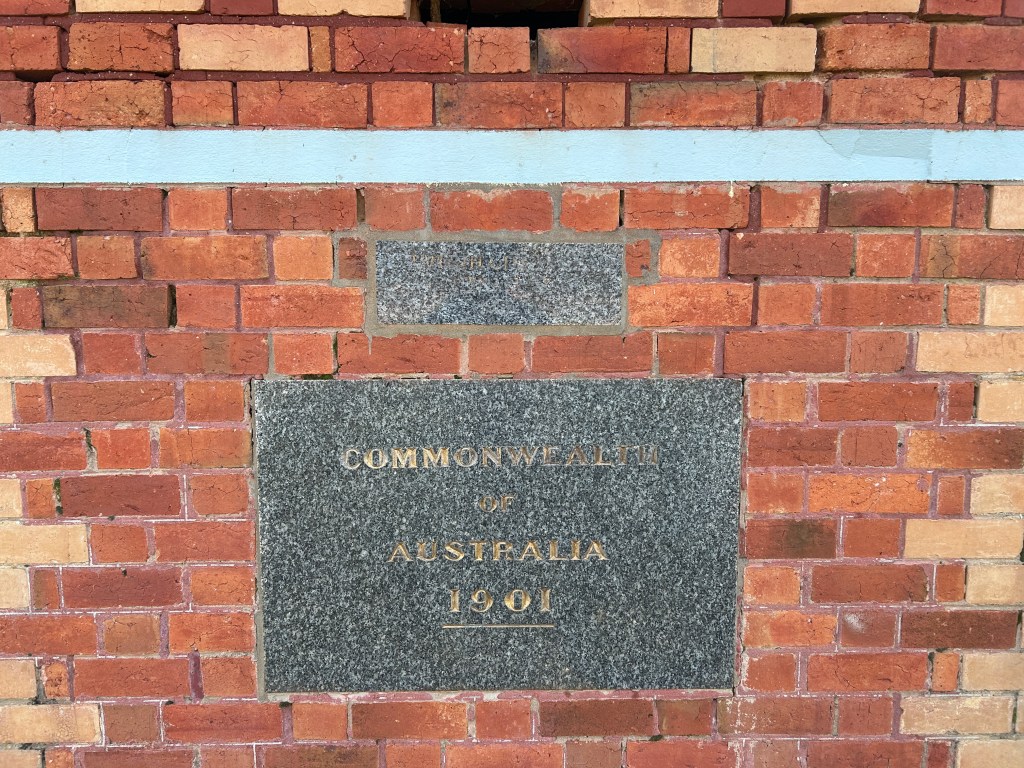 COMMONWEALTH
OF
AUSTRALIA
1901